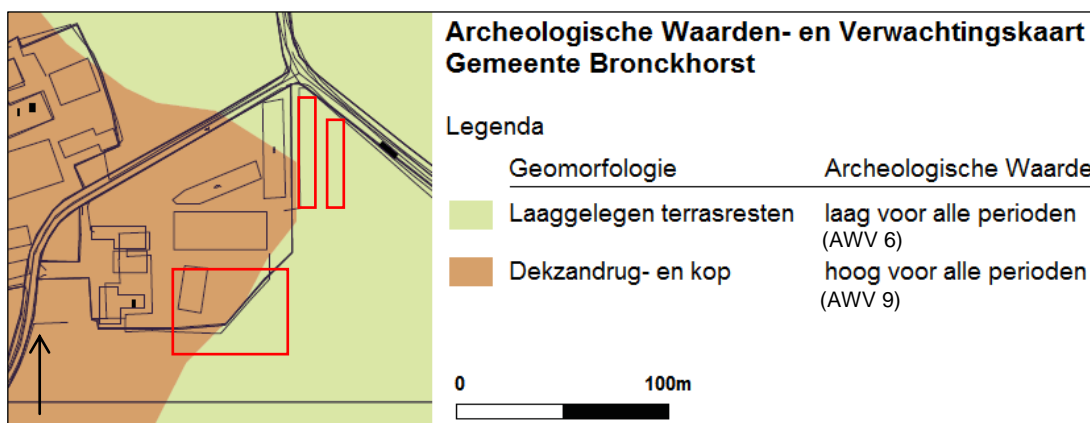 Archeologische Waarden- en Verwachtingskaart
Gemeente Bronckhorst
Legenda
Geomorfologie Archeologische Waarde
Laaggelegen terrasresten laag voor alle perioden
(AWV 6)
Dekzandrug- en kop hoog voor alle perioden
(AWV 9)
0 100m